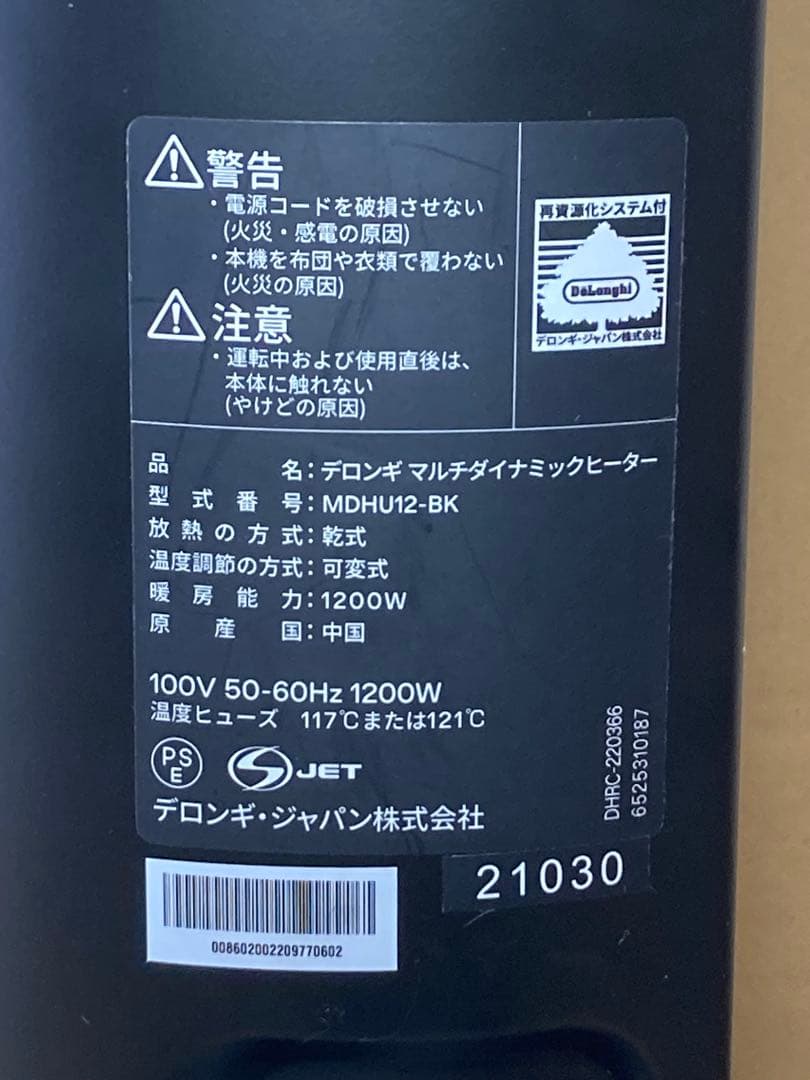 警告
・電源コードを破損させない
(火災・感電の原因)
・本機を布団や衣類で覆わない
(火災の原因)
注意
・運転中および使用直後は、
本体に触れない
(やけどの原因)
再資源化システム付
DeLonghi
デロンギ・ジャパン株式会社
品名：デロンギ マルチダイナミックヒーター
型式番号：MDHU12-BK
放熱の方式：乾式
温度調節の方式：可変式
暖房能力：1200W
原産国：中国
100V 50-60Hz 1200W
温度ヒューズ 117℃または121℃
PS
E
JET
デロンギ・ジャパン株式会社
DHRC-220366
6525310187
008602002209770602
21030